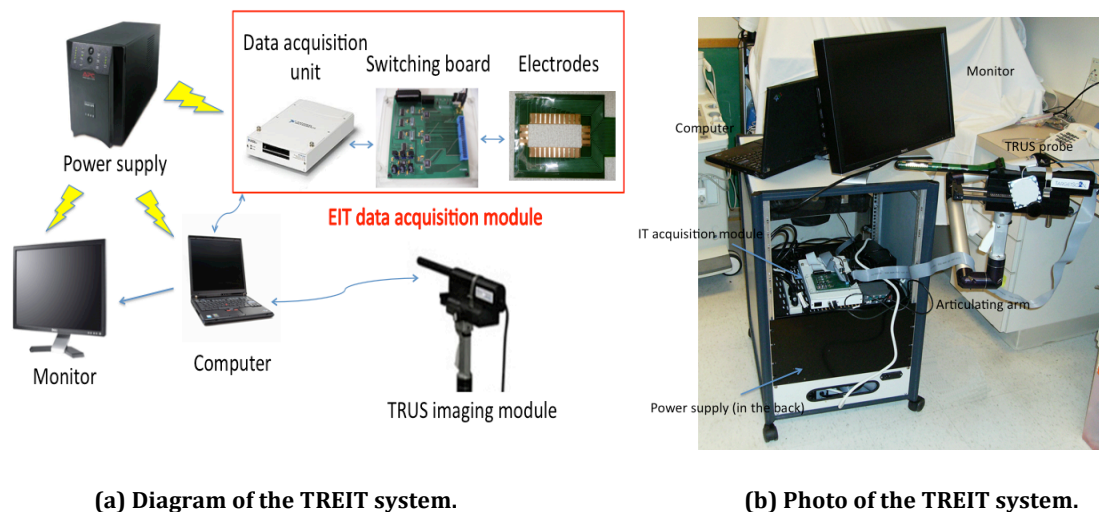 Data acquisition
unit
Switching board
Electrodes
APC
Power supply
EIT data acquisition module
Monitor
Computer
TRUS imaging module
(a) Diagram of the TREIT system.
Monitor
Computer
TRUS probe
IT acquisition module
Articulating arm
Power supply (in the back)
(b) Photo of the TREIT system.